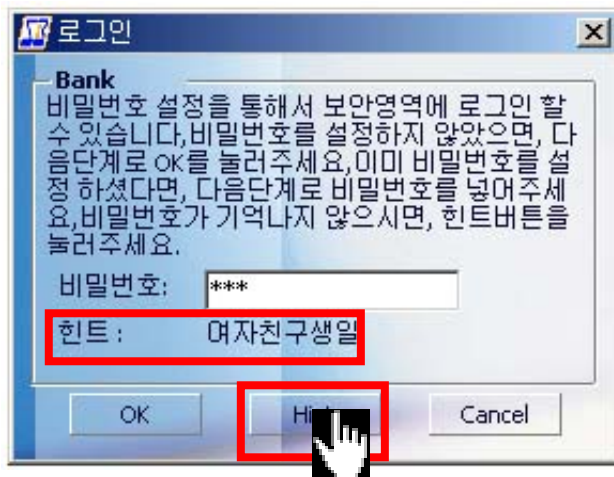 로그인
Bank
비밀번호 설정을 통해서 보안영역에 로그인 할
수 있습니다,비밀번호를 설정하지 않았으면, 다
음단계로 OK를 눌러주세요,이미 비밀번호를 설
정 하셨다면, 다음단계로 비밀번호를 넣어주세
요,비밀번호가 기억나지 않으시면, 힌트버튼을
눌러주세요.
비밀번호: ***
힌트 : 여자친구생일
OK Cancel